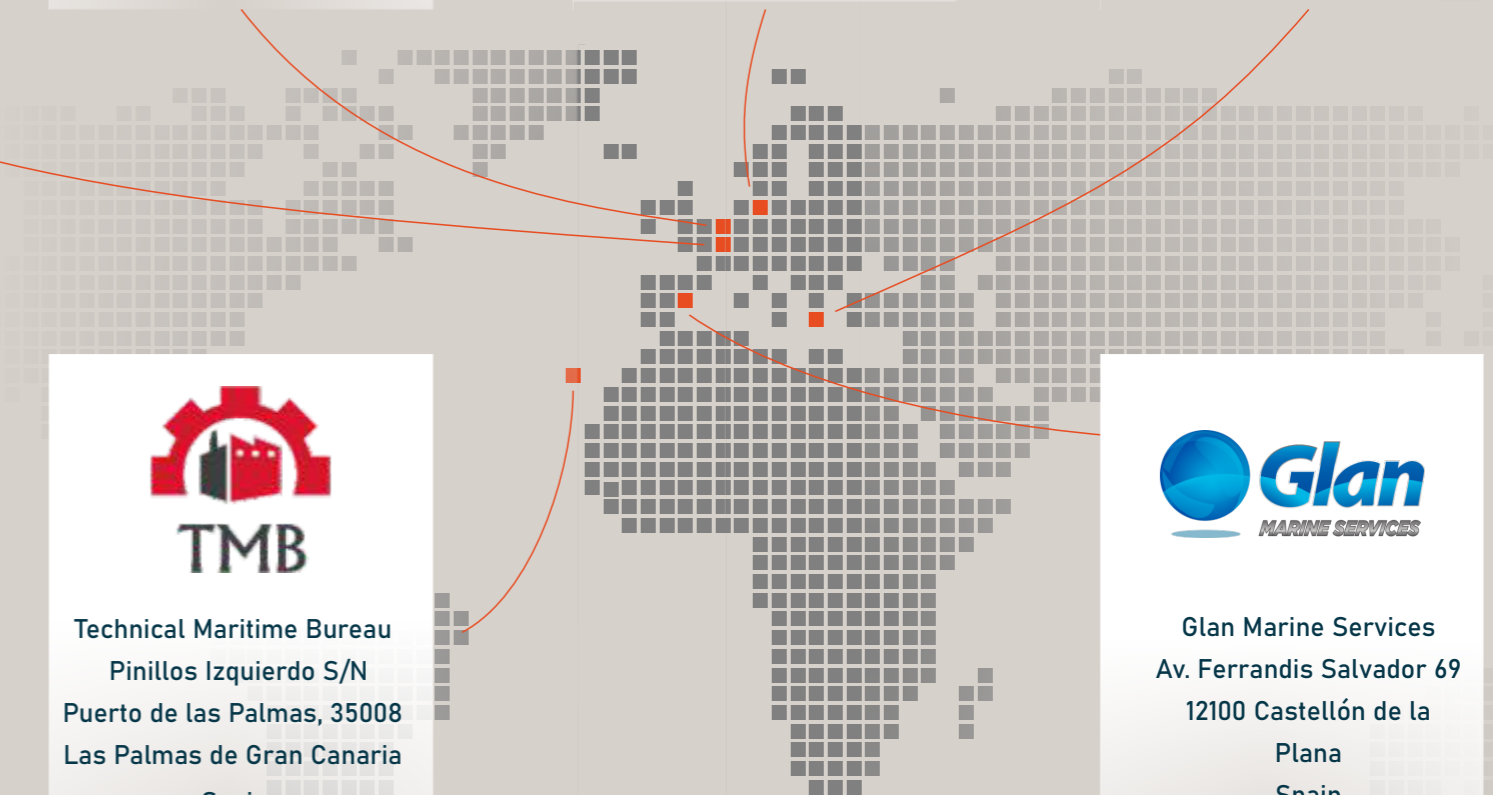 TMB
Technical Maritime Bureau
Pinillos Izquierdo S/N
Puerto de las Palmas, 35008
Las Palmas de Gran Canaria
Glan
MARINE SERVICES
Glan Marine Services
Av. Ferrandis Salvador 69
12100 Castellón de la
Plana
Spain